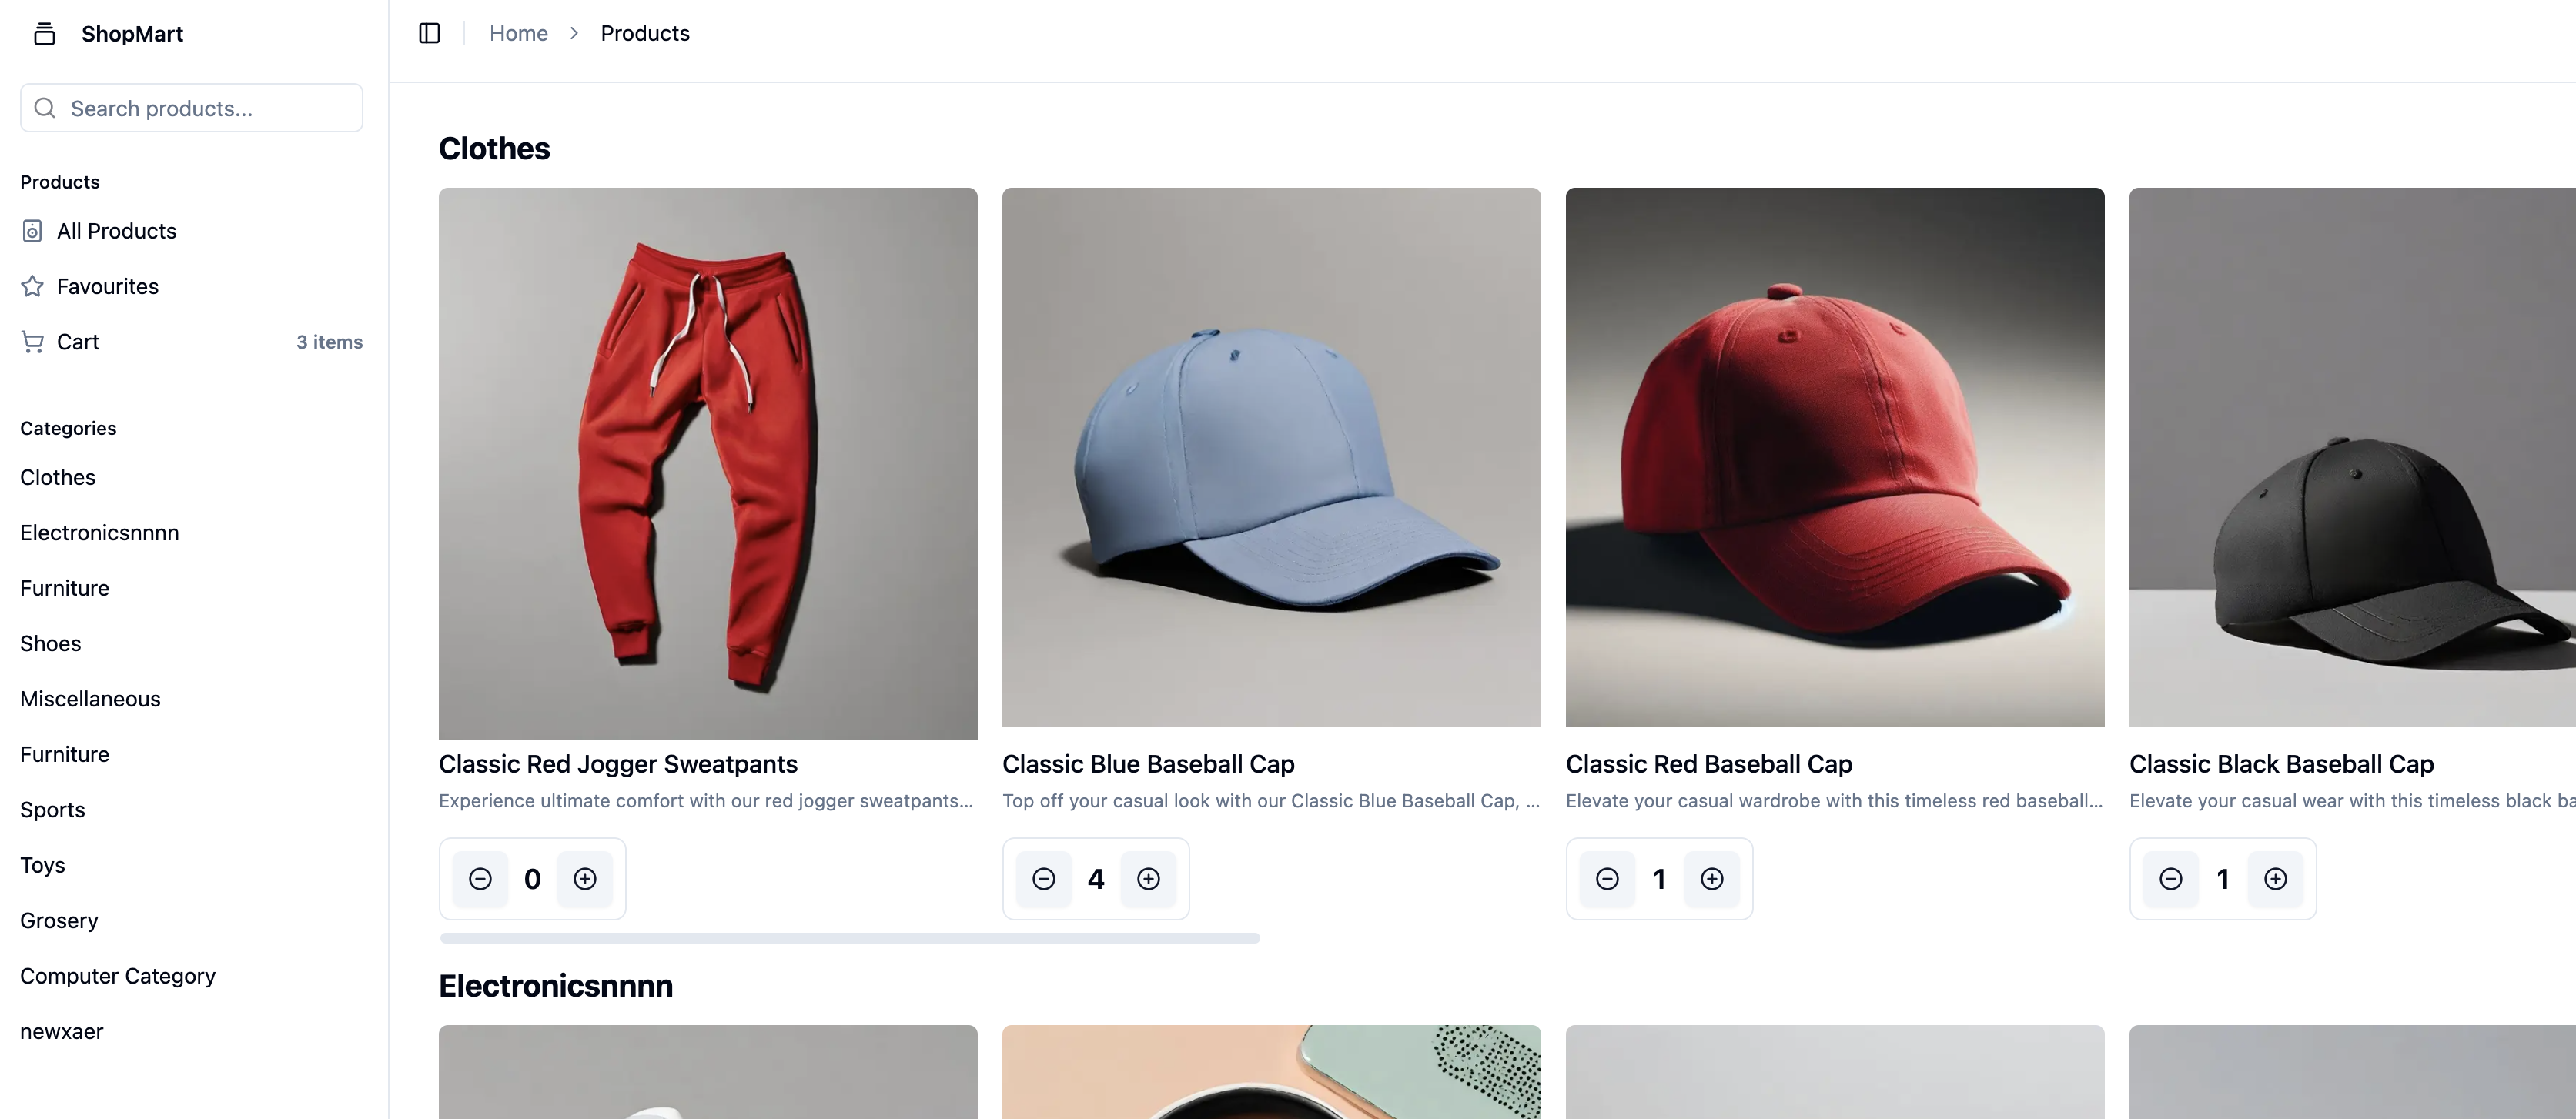 ShopMart
Search products...
Products
All Products
Favourites
Cart 3 items
Categories
Clothes
Electronicsnnnn
Furniture
Shoes
Miscellaneous
Furniture
Sports
Toys
Grosery
Computer Category
newxaer
Home > Products
Clothes
Classic Red Jogger Sweatpants
Experience ultimate comfort with our red jogger sweatpants...
0
Classic Blue Baseball Cap
Top off your casual look with our Classic Blue Baseball Cap, ...
4
Classic Red Baseball Cap
Elevate your casual wardrobe with this timeless red baseball...
1
Classic Black Baseball Cap
Elevate your casual wear with this timeless black ba
1
Electronicsnnnn